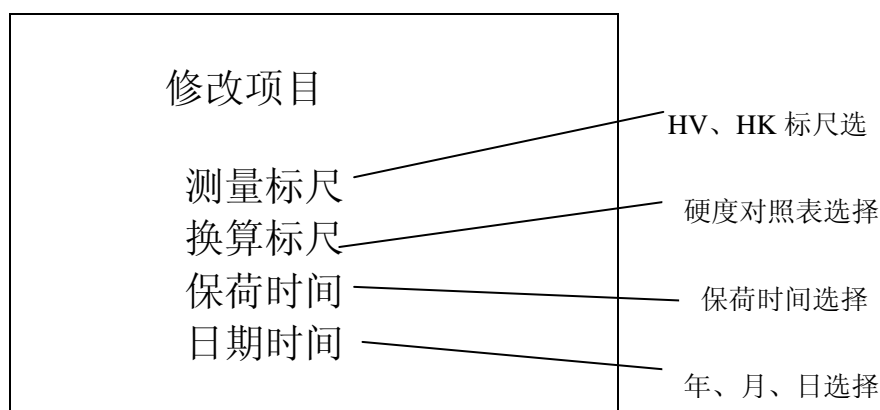 修改项目
HV、HK 标尺选
测量标尺
硬度对照表选择
换算标尺
保荷时间
保荷时间选择
日期时间
年、月、日选择